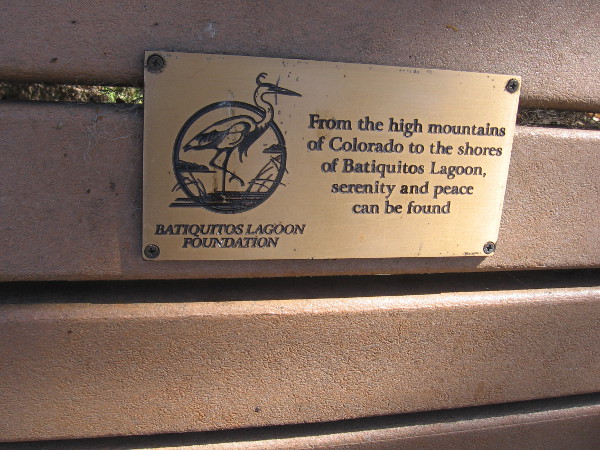 From the high mountains
of Colorado to the shores
of Batiquitos Lagoon,
serenity and peace
can be found
BATIQUITOS LAGOON
FOUNDATION